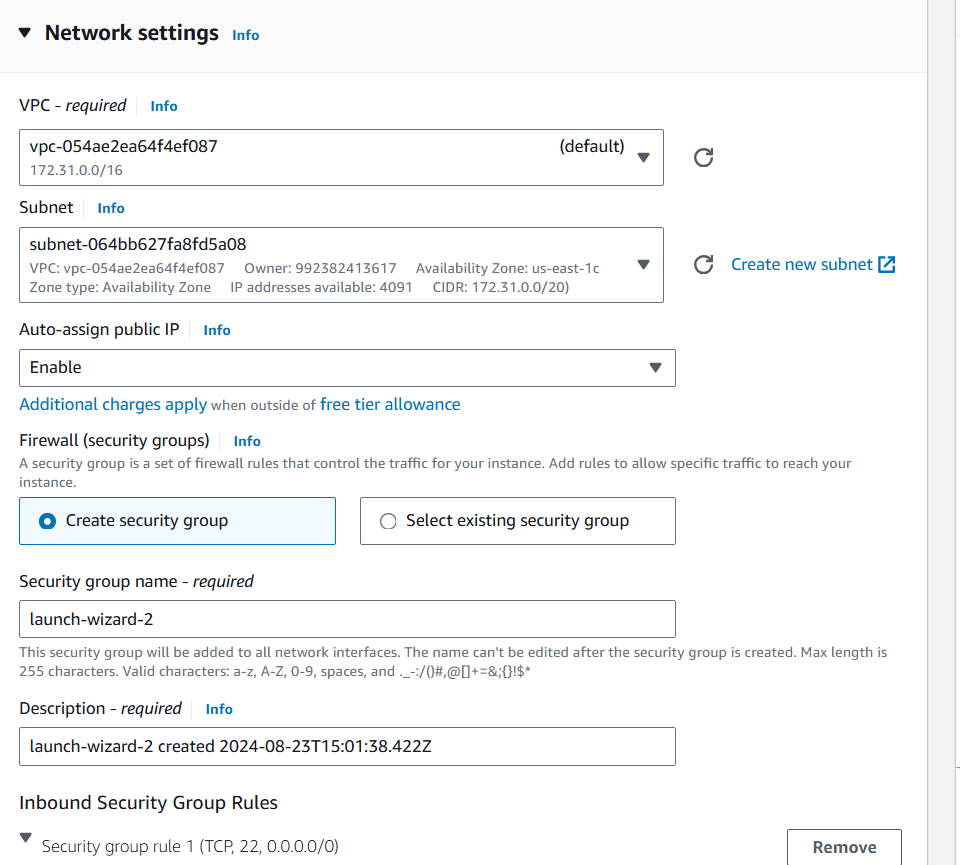 Network settings Info
VPC - required Info
vpc-054ae2ea64f4ef087 (default)
172.31.0.0/16
Subnet Info
subnet-064bb627fa8fd5a08
VPC: vpc-054ae2ea64f4ef087 Owner: 992382413617 Availability Zone: us-east-1c
Zone type: Availability Zone IP addresses available: 4091 CIDR: 172.31.0.0/20)
Create new subnet
Auto-assign public IP Info
Enable
Additional charges apply when outside of free tier allowance
Firewall (security groups) Info
A security group is a set of firewall rules that control the traffic for your instance. Add rules to allow specific traffic to reach your
instance.
Create security group Select existing security group
Security group name - required
launch-wizard-2
This security group will be added to all network interfaces. The name can't be edited after the security group is created. Max length is
255 characters. Valid characters: a-z, A-Z, 0-9, spaces, and ._-:/()#,@[]+=&;{}!$*
Description - required Info
launch-wizard-2 created 2024-08-23T15:01:38.422Z
Inbound Security Group Rules
Security group rule 1 (TCP, 22, 0.0.0.0/0) Remove